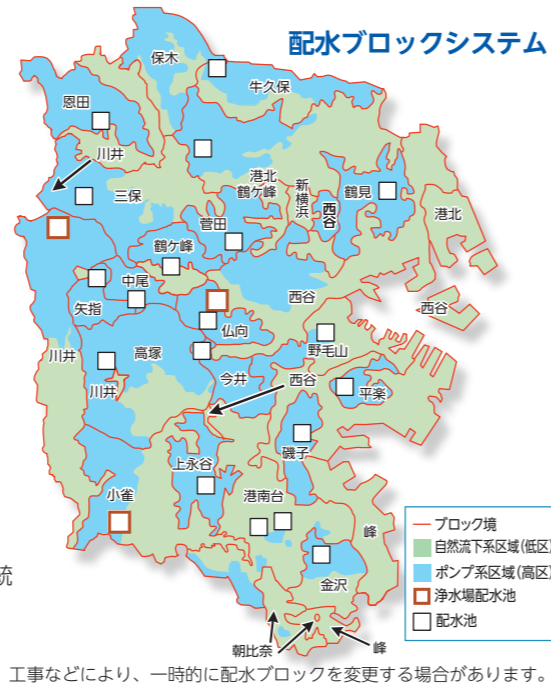 配水ブロックシステム
保木
牛久保
恩田
川井
三保
港北
鶴ケ峰
新横浜
西谷
鶴見
港北
菅田
鶴ケ峰
中尾
矢指
西谷
西谷
仏向
野毛山
川井
高塚
川井
今井
西谷
平楽
磯子
上永谷
小雀
港南台
峰
金沢
朝比奈
峰
ブロック境
自然流下系区域(低区)
ポンプ系区域(高区)
浄水場配水池
配水池
統
工事などにより、一時的に配水ブロックを変更する場合があります。